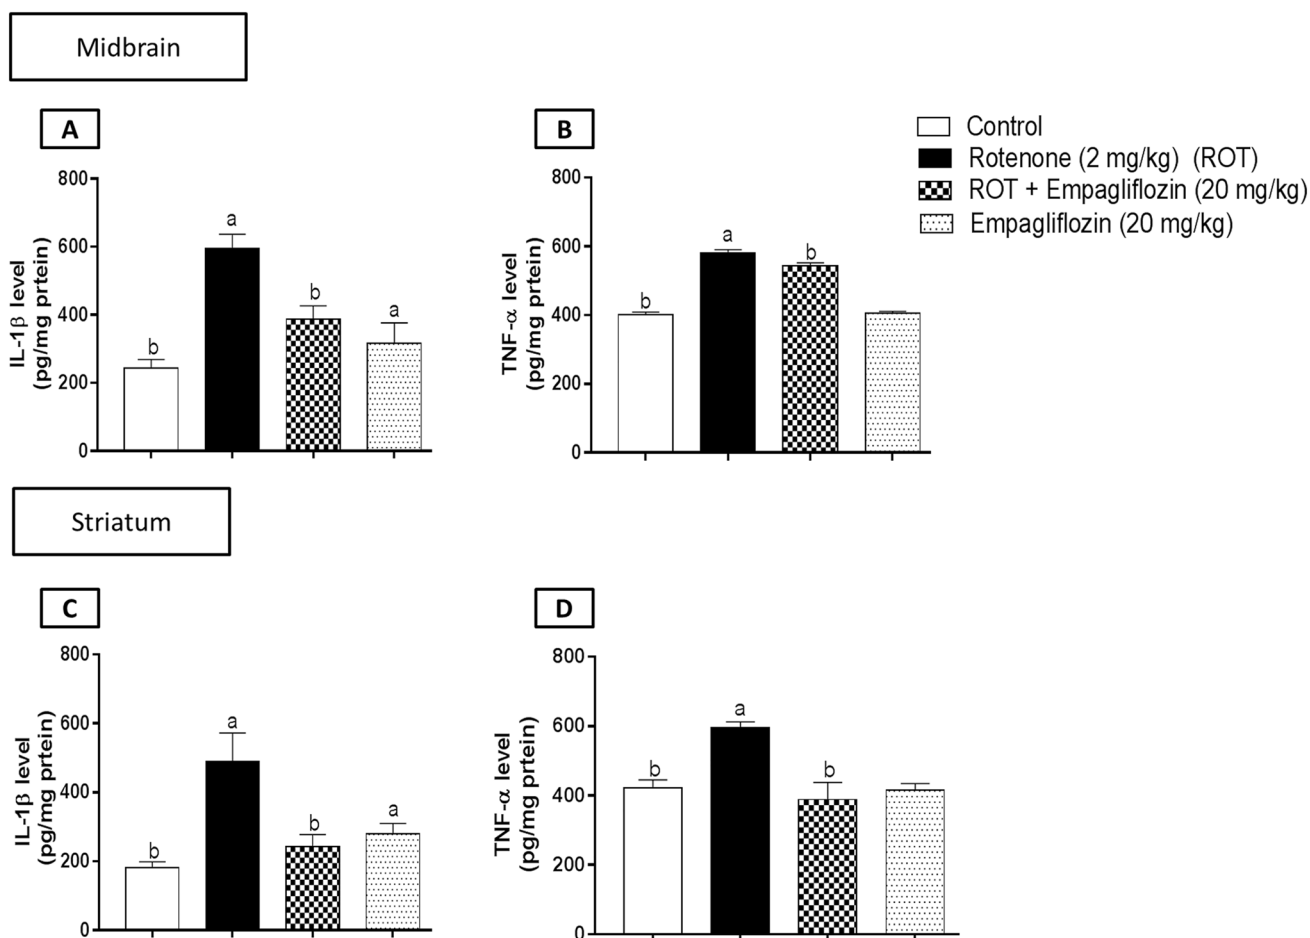 Midbrain
A
B
Control
Rotenone (2 mg/kg) (ROT)
ROT + Empagliflozin (20 mg/kg)
Empagliflozin (20 mg/kg)
IL-1β level
(pg/mg prtein)
800
600
400
200
0
b
a
b
a
TNF-α level
(pg/mg prtein)
800
600
400
200
0
b
a
b
Striatum
C
D
IL-1β level
(pg/mg prtein)
800
600
400
200
0
b
a
b
a
TNF-α level
(pg/mg prtein)
800
600
400
200
0
b
a
b